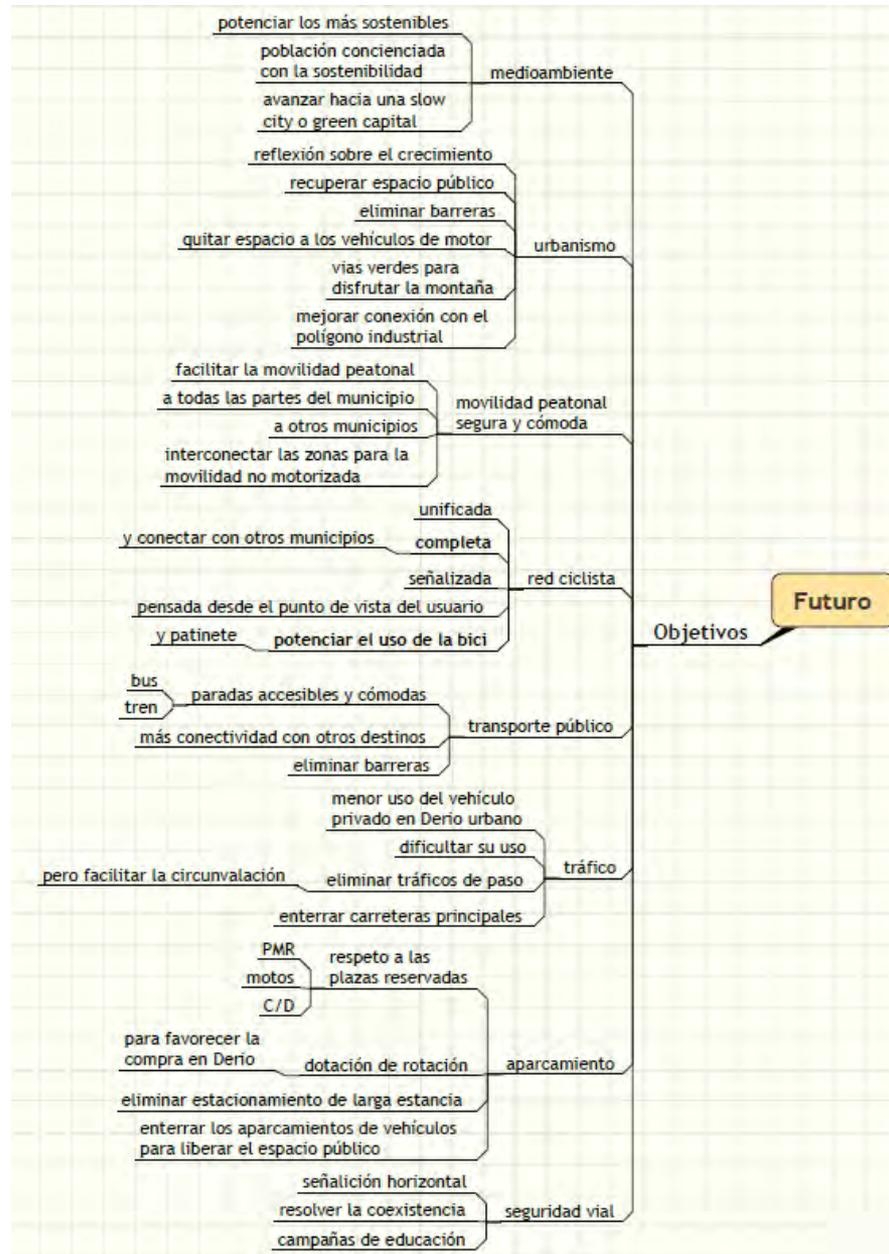 potenciar los más sostenibles
población concienciada
con la sostenibilidad
avanzar hacia una slow
city o green capital
medioambiente
reflexión sobre el crecimiento
recuperar espacio público
eliminar barreras
quitar espacio a los vehículos de motor
vias verdes para
disfrutar la montaña
mejorar conexión con el
polígono industrial
urbanismo
facilitar la movilidad peatonal
a todas las partes del municipio
a otros municipios
interconectar las zonas para la
movilidad no motorizada
movilidad peatonal
segura y cómoda
unificada
y conectar con otros municipios
completa
señalizada
pensada desde el punto de vista del usuario
y patinete
potenciar el uso de la bici
red ciclista
Futuro
Objetivos
bus
tren
paradas accesibles y cómodas
más conectividad con otros destinos
eliminar barreras
transporte público
menor uso del vehículo
privado en Derio urbano
dificultar su uso
pero facilitar la circunvalación
eliminar tráficos de paso
enterrar carreteras principales
tráfico
PMR
motos
C/D
respeto a las
plazas reservadas
para favorecer la
compra en Derio
dotación de rotación
eliminar estacionamiento de larga estancia
enterrar los aparcamientos de vehículos
para liberar el espacio público
aparcamiento
señalición horizontal
resolver la coexistencia
campañas de educación
seguridad vial